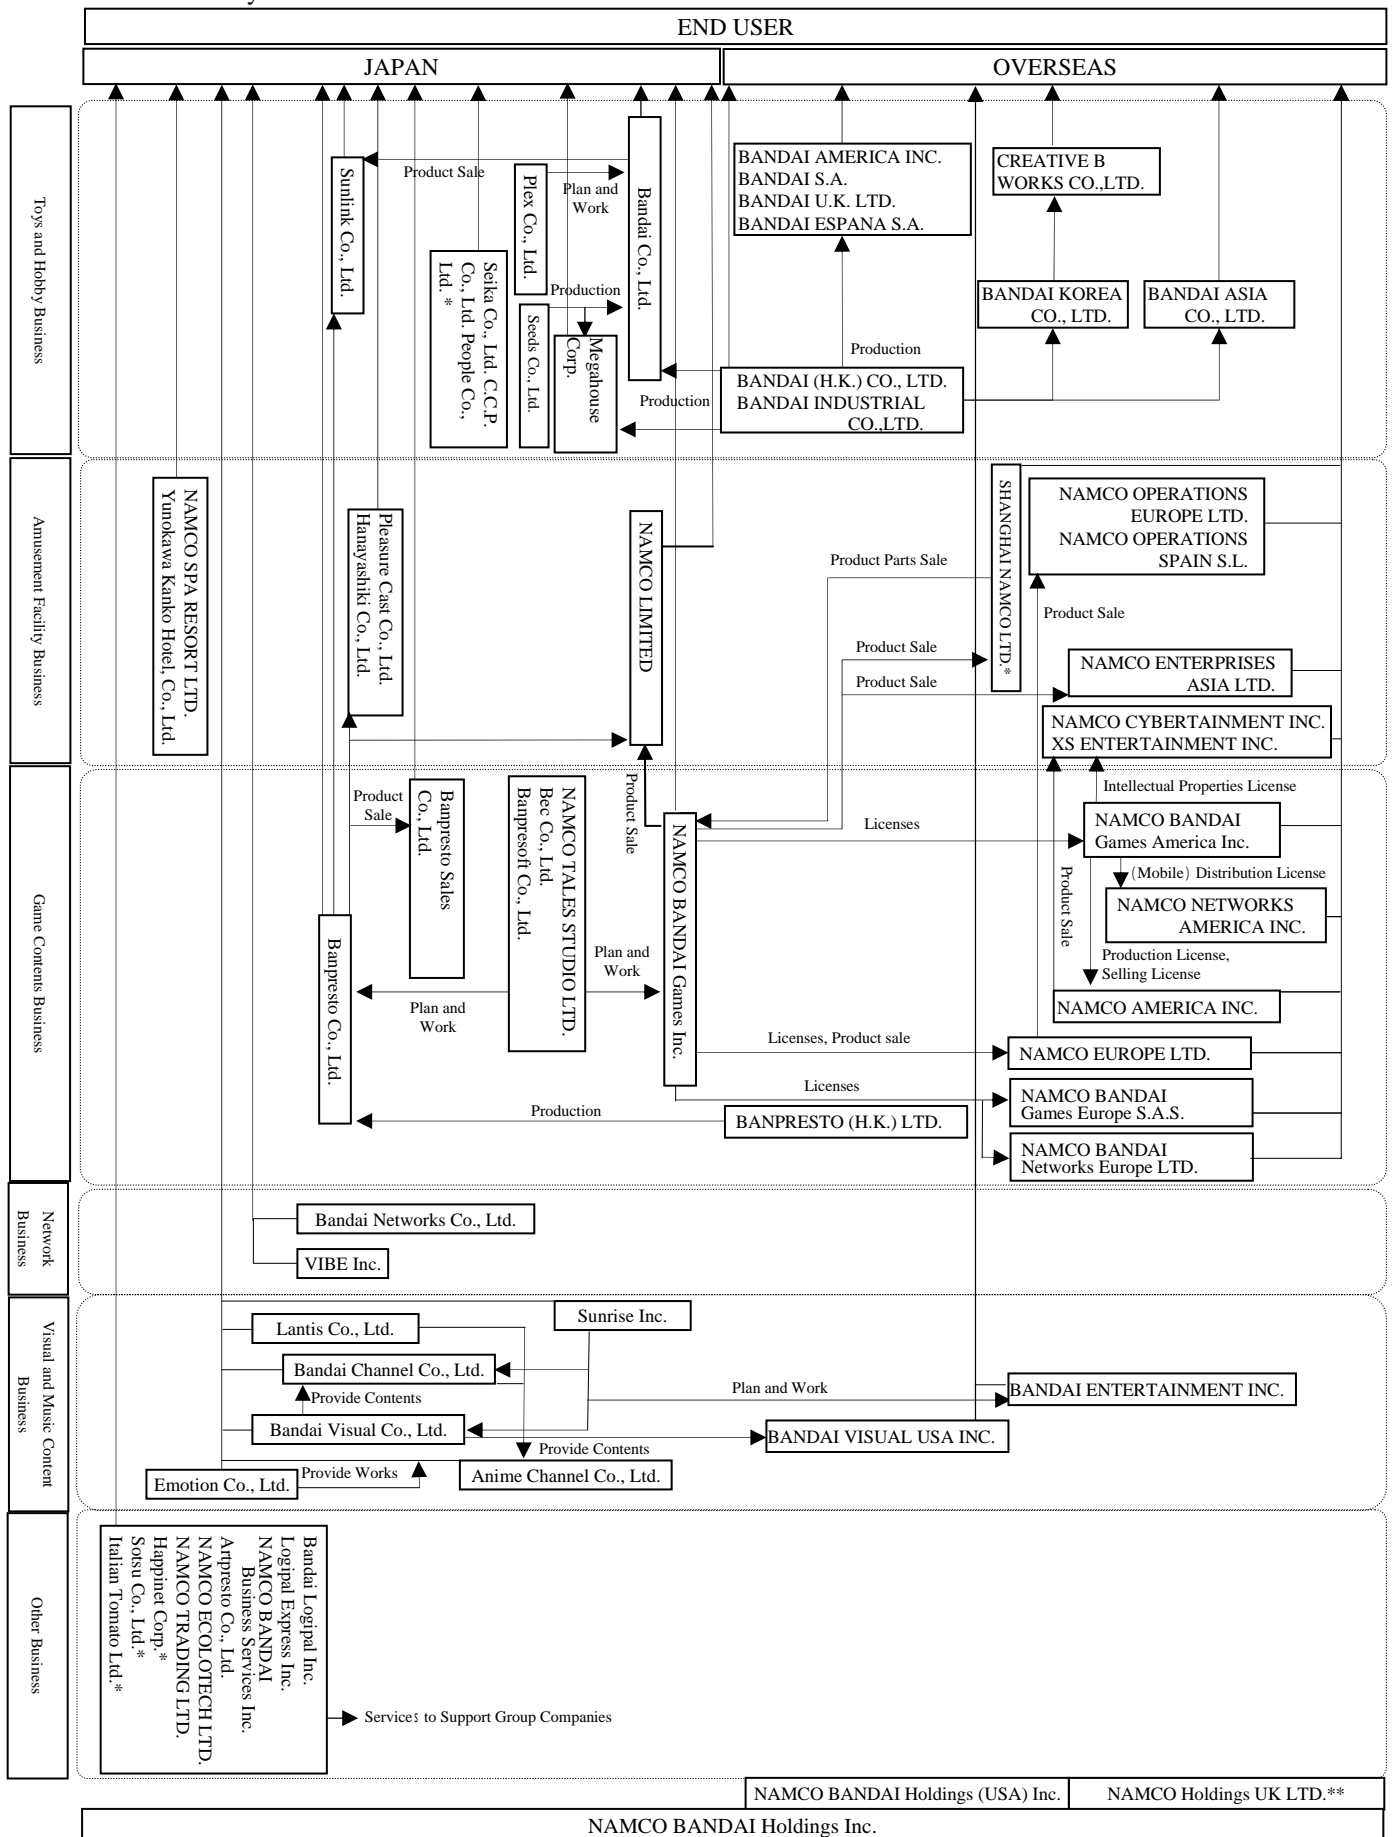 END USER
JAPAN
OVERSEAS
Toys and Hobby Business
Sunlink Co., Ltd.
Product Sale
Seika Co., Ltd. C.C.P.
Co., Ltd. People Co.,
Ltd. *
Plex Co., Ltd.
Plan and
Work
Production
Seeds Co., Ltd.
Megahouse
Corp.
Bandai Co., Ltd.
Production
BANDAI AMERICA INC.
BANDAI S.A.
BANDAI U.K. LTD.
BANDAI ESPANA S.A.
Production
BANDAI (H.K.) CO., LTD.
BANDAI INDUSTRIAL
CO.,LTD.
CREATIVE B
WORKS CO.,LTD.
BANDAI KOREA
CO., LTD.
BANDAI ASIA
CO., LTD.
Amusement Facility Business
NAMCO SPA RESORT LTD.
Yunokawa Kanko Hotel, Co., Ltd.
Pleasure Cast Co., Ltd.
Hanayashiki Co., Ltd.
NAMCO LIMITED
Product Parts Sale
Product Sale
Product Sale
SHANGHAI NAMCO LTD.*
NAMCO OPERATIONS
EUROPE LTD.
NAMCO OPERATIONS
SPAIN S.L.
Product Sale
NAMCO ENTERPRISES
ASIA LTD.
NAMCO CYBERTAINMENT INC.
XS ENTERTAINMENT INC.
Game Contents Business
Product
Sale
Banpresto Sales
Co., Ltd.
Banpresto Co., Ltd.
NAMCO TALES STUDIO LTD.
Bec Co., Ltd.
Banpresoft Co., Ltd.
Plan and
Work
Plan and
Work
Product Sale
NAMCO BANDAI Games Inc.
Licenses
Intellectual Properties License
NAMCO BANDAI
Games America Inc.
(Mobile) Distribution License
NAMCO NETWORKS
AMERICA INC.
Product Sale
Production License,
Selling License
NAMCO AMERICA INC.
Licenses, Product sale
NAMCO EUROPE LTD.
Licenses
NAMCO BANDAI
Games Europe S.A.S.
Production
BANPRESTO (H.K.) LTD.
NAMCO BANDAI
Networks Europe LTD.
Network
Business
Bandai Networks Co., Ltd.
VIBE Inc.
Visual and Music Content
Business
Sunrise Inc.
Lantis Co., Ltd.
Bandai Channel Co., Ltd.
Provide Contents
Plan and Work
BANDAI ENTERTAINMENT INC.
Bandai Visual Co., Ltd.
BANDAI VISUAL USA INC.
Provide Contents
Provide Works
Emotion Co., Ltd.
Anime Channel Co., Ltd.
Other Business
Bandai Logipal Inc.
Logipal Express Inc.
NAMCO BANDAI
Business Services Inc.
Artpresto Co., Ltd.
NAMCO ECOLOTECH LTD.
NAMCO TRADING LTD.
Happinet Corp.*
Sotsu Co., Ltd.*
Italian Tomato Ltd.*
Services to Support Group Companies
NAMCO BANDAI Holdings (USA) Inc.
NAMCO Holdings UK LTD.**
NAMCO BANDAI Holdings Inc.